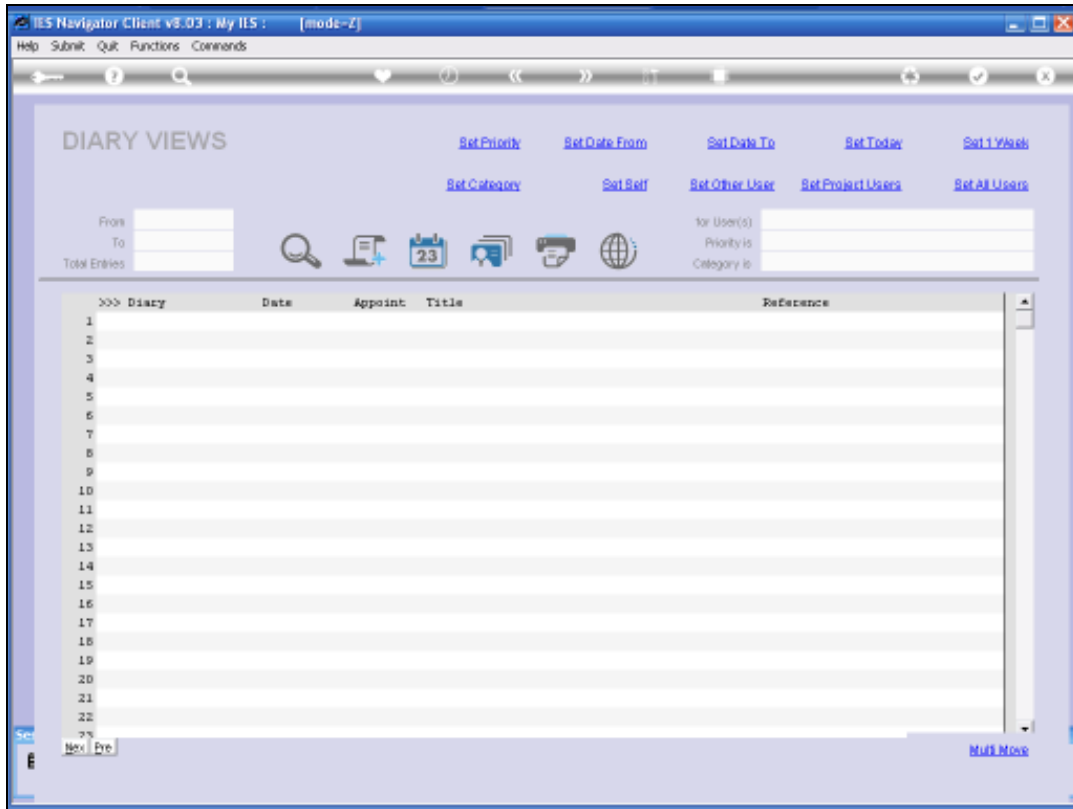 IES Navigator Client v8.03 : My IES : [mode=Z]
Help Submit Quit Functions Commands
DIARY VIEWS
Set Priority Set Date From Set Date To Set Today Set 1 Week
Set Category Set Self Set Other User Set Project Users Set All Users
From for User(s)
To Priority is
Total Entries Category is
23
>>> Diary Date Appoint Title Reference
1
2
3
4
5
6
7
8
9
10
11
12
13
14
15
16
17
18
19
20
21
22
23
Nex Pre Multi Move